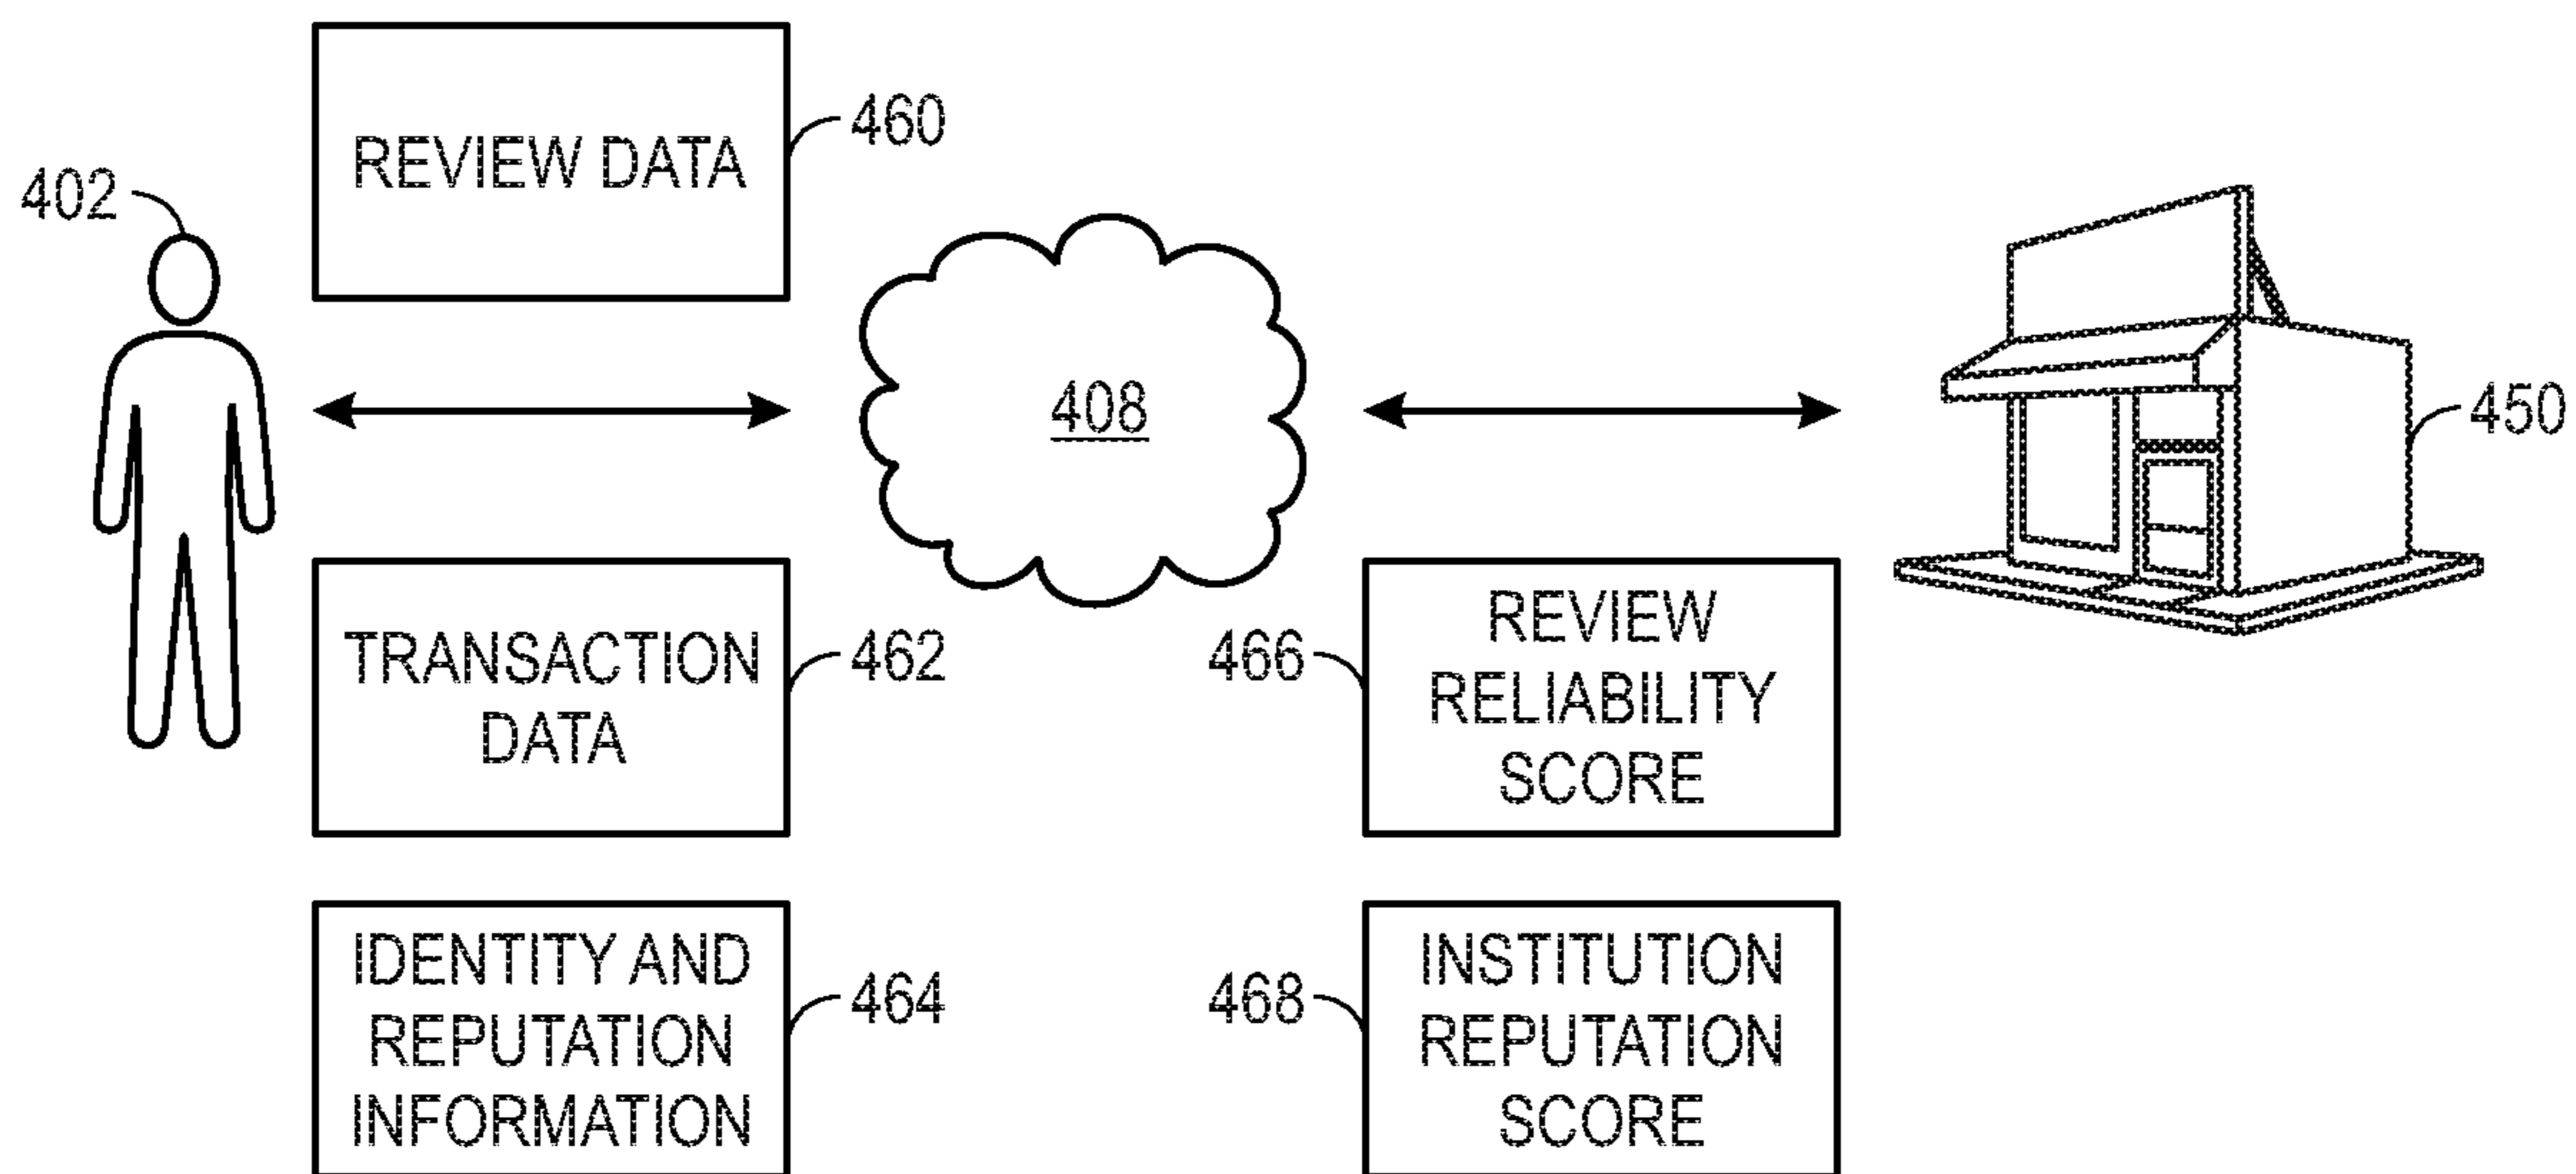 REVIEW DATA
460
402
408
450
TRANSACTION
DATA
462
466
REVIEW
RELIABILITY
SCORE
IDENTITY AND
REPUTATION
INFORMATION
464
468
INSTITUTION
REPUTATION
SCORE